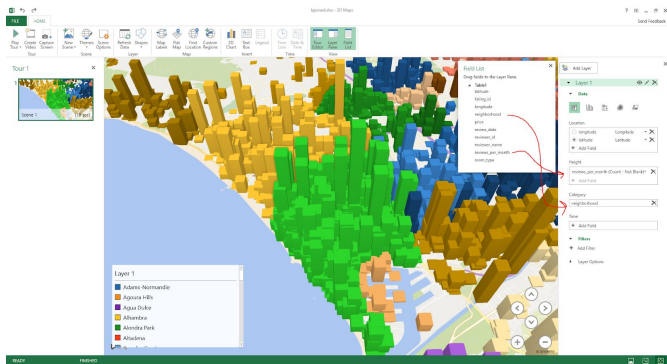 bjoined.xlsx - 3D Maps
FILE
HOME
Send Feedback
Play Tour
Create Video
Capture Screen
New Scene
Themes
Scene Options
Refresh Data
Shapes
Map Labels
Flat Map
Find Location
Custom Regions
2D Chart
Text Box
Legend
Time Line
Date & Time
Tour Editor
Layer Pane
Field List
Tour
Scene
Layer
Map
Insert
Time
View
Tour 1
1
Scene 1
Field List
Drag fields to the Layer Pane.
Table1
latitude
listing_id
longitude
neighborhood
price
review_date
reviewer_id
reviewer_name
reviews_per_month
room_type
Add Layer
Layer 1
Data
Location
longitude Longitude
latitude Latitude
Add Field
Height
reviews_per_month (Count - Not Blank)
Add Field
Category
neighborhood
Time
Add Field
Filters
Add Filter
Layer Options
Layer 1
Adams-Normandie
Agoura Hills
Agua Dulce
Alhambra
Alondra Park
Altadena
READY
FINISHED